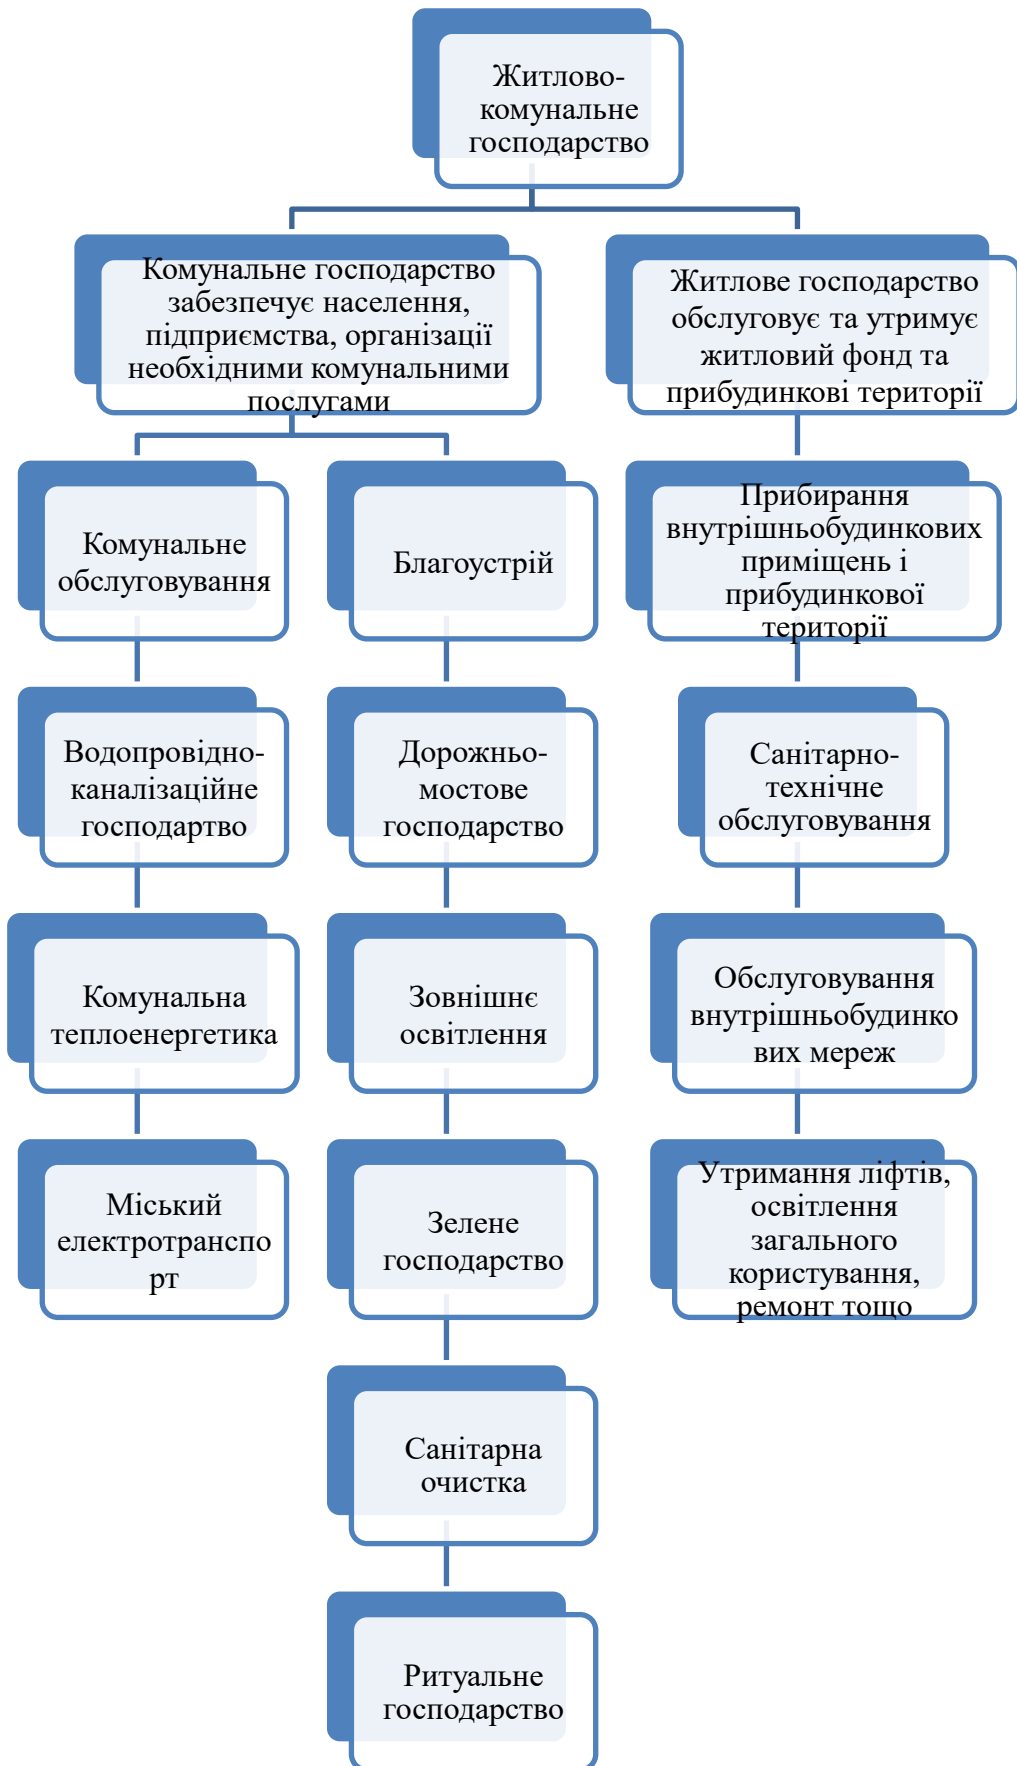 Житлово-
комунальне
господарство
Комунальне господарство
забезпечує населення,
підприємства, організації
необхідними комунальними
послугами
Житлове господарство
обслуговує та утримує
житловий фонд та
прибудинкові території
Комунальне
обслуговування
Благоустрій
Прибирання
внутрішньобудинкових
приміщень і
прибудинкової
території
Водопровідно-
каналізаційне
господартво
Дорожньо-
мостове
господарство
Санітарно-
технічне
обслуговування
Комунальна
теплоенергетика
Зовнішнє
освітлення
Обслуговування
внутрішньобудинко
вих мереж
Міський
електротранспо
рт
Зелене
господарство
Утримання ліфтів,
освітлення
загального
користування,
ремонт тощо
Санітарна
очистка
Ритуальне
господарство